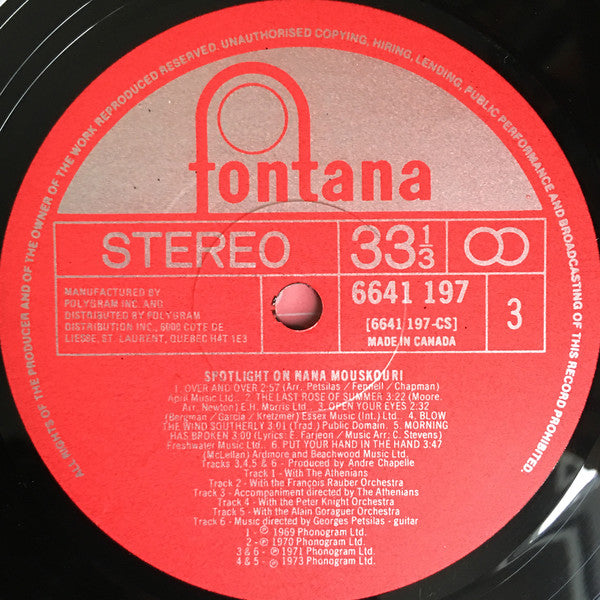 ALL RIGHTS OF THE PRODUCER AND OF THE OWNER OF THE WORK REPRODUCED RESERVED. UNAUTHORISED COPYING, HIRING, LENDING, PUBLIC PERFORMANCE AND BROADCASTING OF THIS RECORD PROHIBITED.
fontana
STEREO
33 1/3
MANUFACTURED BY
POLYGRAM INC. AND
DISTRIBUTED BY POLYGRAM
DISTRIBUTION INC., 6000 COTE DE
LIESSE, ST. LAURENT, QUEBEC H4T 1E3
6641 197
[6641 197-CS]
MADE IN CANADA
3
SPOTLIGHT ON NANA MOUSKOURI
1. OVER AND OVER 2:57 (Arr. Petsilas / Fennell / Chapman)
April Music Ltd. 2. THE LAST ROSE OF SUMMER 3:22 (Moore.
Arr. Newton) E.H. Morris Ltd. 3. OPEN YOUR EYES 2:32
(Bergman / Garcia / Kretzner) Essex Music (Int.) Ltd. 4. BLOW
THE WIND SOUTHERLY 3:01 (Trad.) Public Domain. 5. MORNING
HAS BROKEN 3:00 (Lyrics: E. Farjeon / Music Arr: C. Stevens)
Freshwater Music Ltd. 6. PUT YOUR HAND IN THE HAND 3:47
(McLellan) Ardmore and Beachwood Music Ltd.
Tracks 3,4,5 & 6 - Produced by Andre Chapelle
Track 1 - With The Athenians
Track 2 - With the François Rauber Orchestra
Track 3 - Accompaniment directed by The Athenians
Track 4 - With the Peter Knight Orchestra
Track 5 - With the Alain Goraguer Orchestra
Track 6 - Music directed by Georges Petsilas - guitar
1 - ℗ 1969 Phonogram Ltd.
2 - ℗ 1970 Phonogram Ltd.
3 & 6 - ℗ 1971 Phonogram Ltd.
4 & 5 - ℗ 1973 Phonogram Ltd.